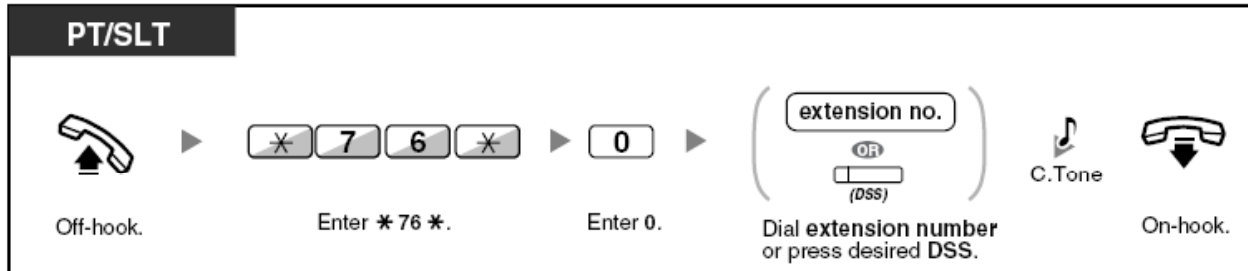 PT/SLT
✳ 7 6 ✳
0
extension no.
OR
(DSS)
C.Tone
Off-hook.
Enter ✳ 76 ✳.
Enter 0.
Dial extension number
or press desired DSS.
On-hook.